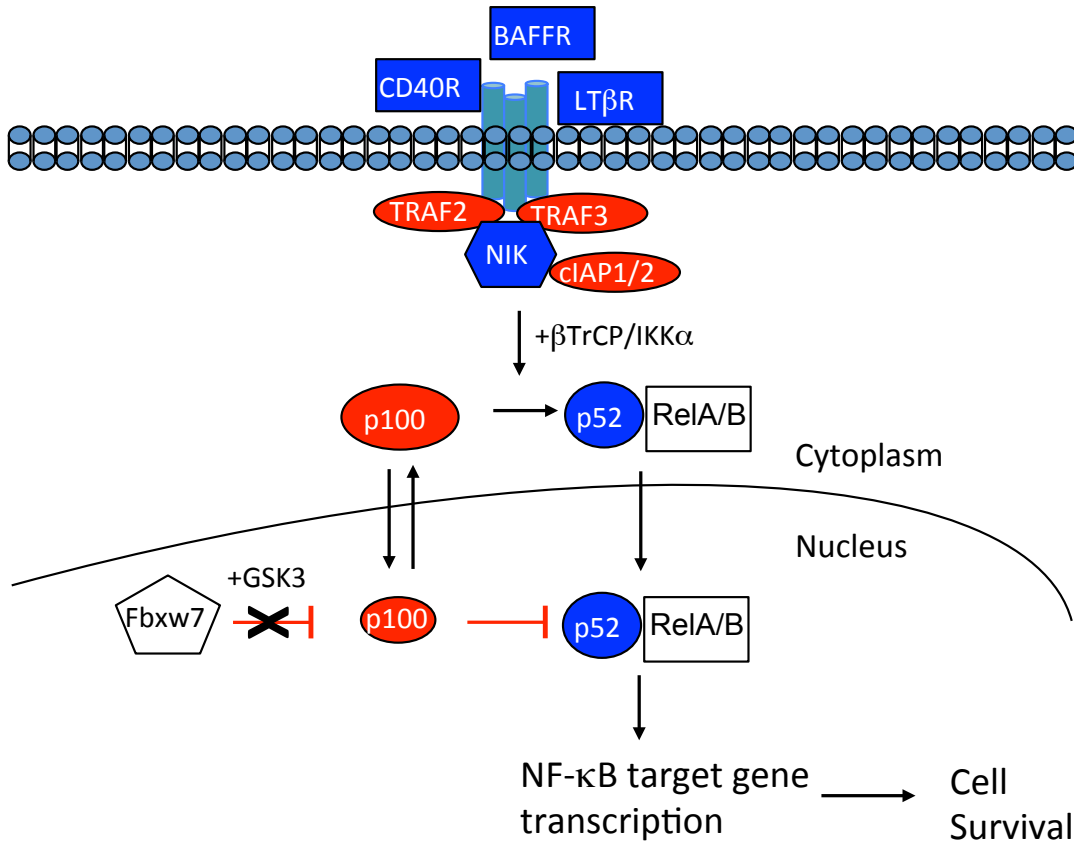 BAFFR
CD40R
LTβR
TRAF2
TRAF3
NIK
cIAP1/2
+βTrCP/IKKα
p100
p52
RelA/B
Cytoplasm
Nucleus
+GSK3
Fbxw7
p100
p52
RelA/B
NF-κB target gene
transcription
Cell
Survival